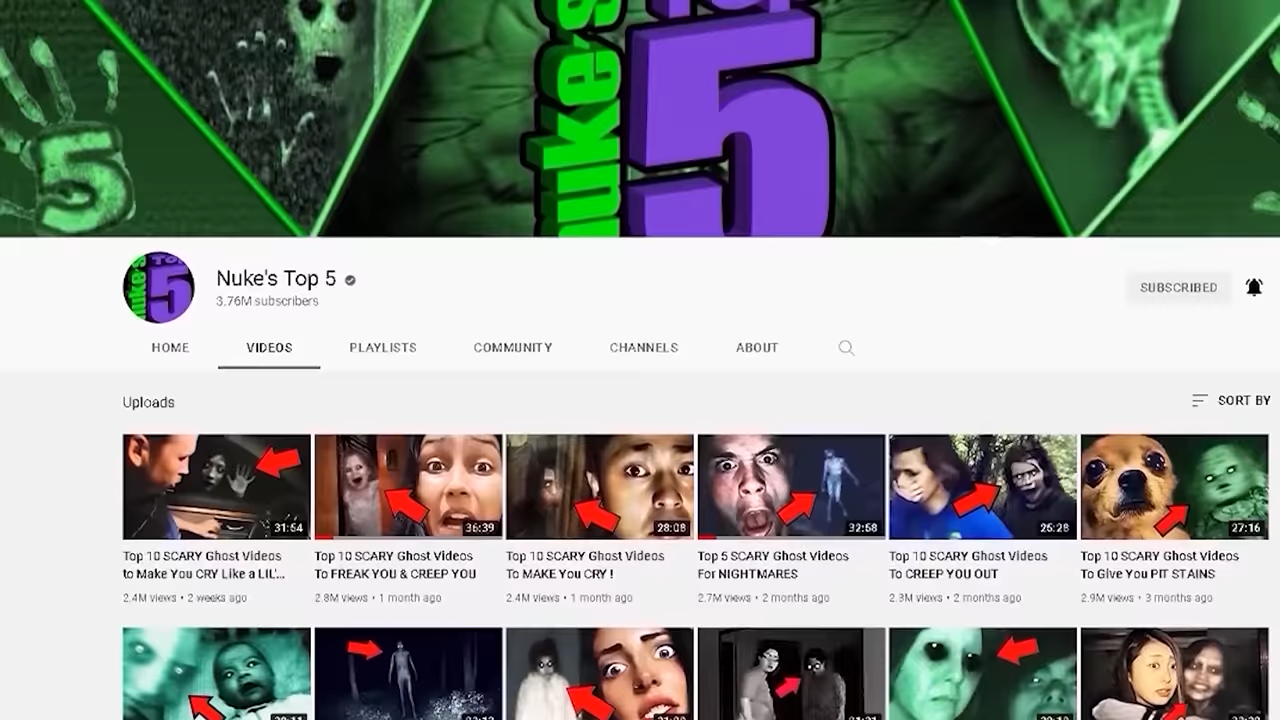 Nuke's
5
5
Nuke's Top 5
3.76M subscribers
SUBSCRIBED
HOME VIDEOS PLAYLISTS COMMUNITY CHANNELS ABOUT
Uploads
SORT BY
31:54 36:39 28:08 32:58 25:28 27:16
Top 10 SCARY Ghost Videos
to Make You CRY Like a LIL'...
2.4M views • 2 weeks ago
Top 10 SCARY Ghost Videos
To FREAK YOU & CREEP YOU
2.8M views • 1 month ago
Top 10 SCARY Ghost Videos
To MAKE You CRY !
2.4M views • 1 month ago
Top 5 SCARY Ghost Videos
For NIGHTMARES
2.7M views • 2 months ago
Top 10 SCARY Ghost Videos
To CREEP YOU OUT
2.3M views • 2 months ago
Top 10 SCARY Ghost Videos
To Give You PIT STAINS
2.9M views • 3 months ago